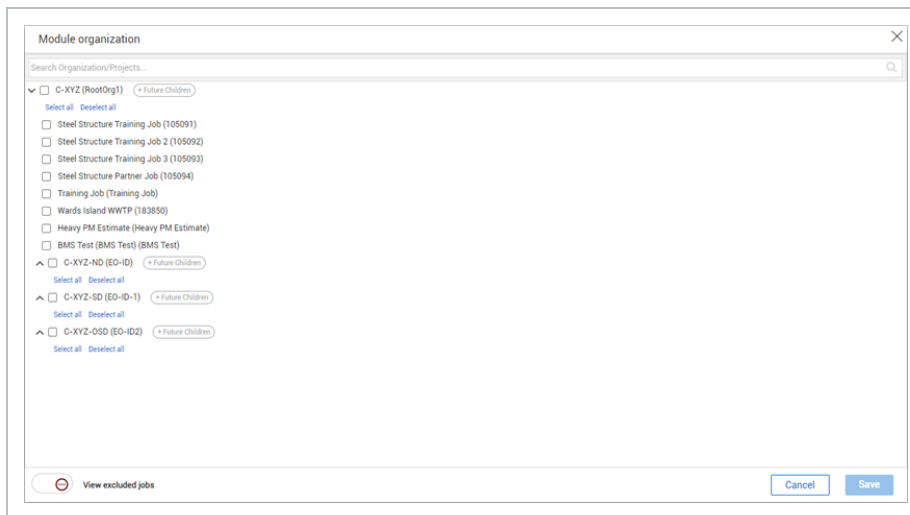 Module organization
Search Organization/Projects...
C-XYZ (RootOrg1) + Future Children
Select all Deselect all
Steel Structure Training Job (105091)
Steel Structure Training Job 2 (105092)
Steel Structure Training Job 3 (105093)
Steel Structure Partner Job (105094)
Training Job (Training Job)
Wards Island WWTP (183850)
Heavy PM Estimate (Heavy PM Estimate)
BMS Test (BMS Test) (BMS Test)
C-XYZ-ND (EO-ID) + Future Children
Select all Deselect all
C-XYZ-SD (EO-ID-1) + Future Children
Select all Deselect all
C-XYZ-OSD (EO-ID2) + Future Children
Select all Deselect all
View excluded jobs Cancel Save